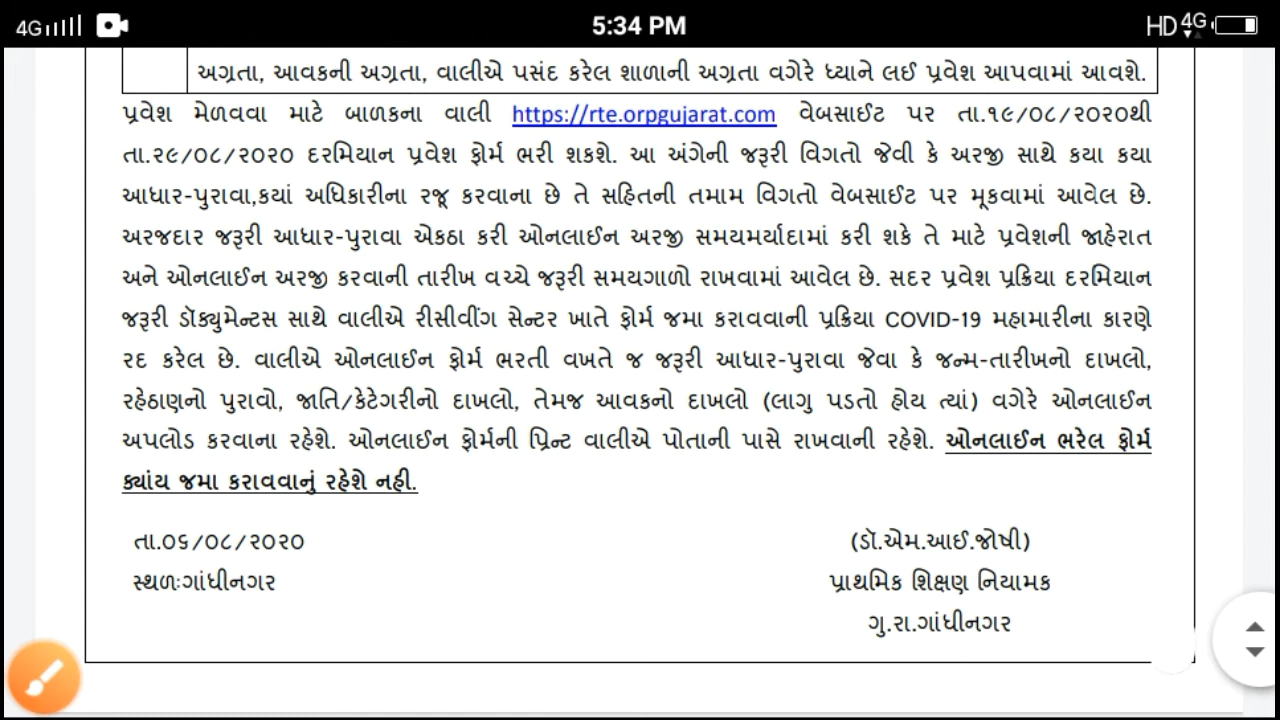 4G 5:34 PM HD 4G
અગ્રતા, આવકની અગ્રતા, વાલીએ પસંદ કરેલ શાળાની અગ્રતા વગેરે ધ્યાને લઈ પ્રવેશ આપવામાં આવશે.
પ્રવેશ મેળવવા માટે બાળકના વાલી https://rte.orpgujarat.com વેબસાઈટ પર તા.૧૯/૦૮/૨૦૨૦થી
તા.૨૯/૦૮/૨૦૨૦ દરમિયાન પ્રવેશ ફોર્મ ભરી શકશે. આ અંગેની જરૂરી વિગતો જેવી કે અરજી સાથે કયા કયા
આધાર-પુરાવા,કયાં અધિકારીના રજૂ કરવાના છે તે સહિતની તમામ વિગતો વેબસાઈટ પર મૂકવામાં આવેલ છે.
અરજદાર જરૂરી આધાર-પુરાવા એકઠા કરી ઓનલાઈન અરજી સમયમર્યાદામાં કરી શકે તે માટે પ્રવેશની જાહેરાત
અને ઓનલાઈન અરજી કરવાની તારીખ વચ્ચે જરૂરી સમયગાળો રાખવામાં આવેલ છે. સદર પ્રવેશ પ્રક્રિયા દરમિયાન
જરૂરી ડૉક્યુમેન્ટસ સાથે વાલીએ રીસીવીંગ સેન્ટર ખાતે ફોર્મ જમા કરાવવાની પ્રક્રિયા COVID-19 મહામારીના કારણે
રદ કરેલ છે. વાલીએ ઓનલાઈન ફોર્મ ભરતી વખતે જ જરૂરી આધાર-પુરાવા જેવા કે જન્મ-તારીખનો દાખલો,
રહેઠાણનો પુરાવો, જાતિ/કેટેગરીનો દાખલો, તેમજ આવકનો દાખલો (લાગુ પડતો હોય ત્યાં) વગેરે ઓનલાઈન
અપલોડ કરવાના રહેશે. ઓનલાઈન ફોર્મની પ્રિન્ટ વાલીએ પોતાની પાસે રાખવાની રહેશે. ઓનલાઈન ભરેલ ફોર્મ
ક્યાંય જમા કરાવવાનું રહેશે નહી.
તા.૦૬/૦૮/૨૦૨૦ (ડૉ.એમ.આઈ.જોષી)
સ્થળઃગાંધીનગર પ્રાથમિક શિક્ષણ નિયામક
ગુ.રા.ગાંધીનગર